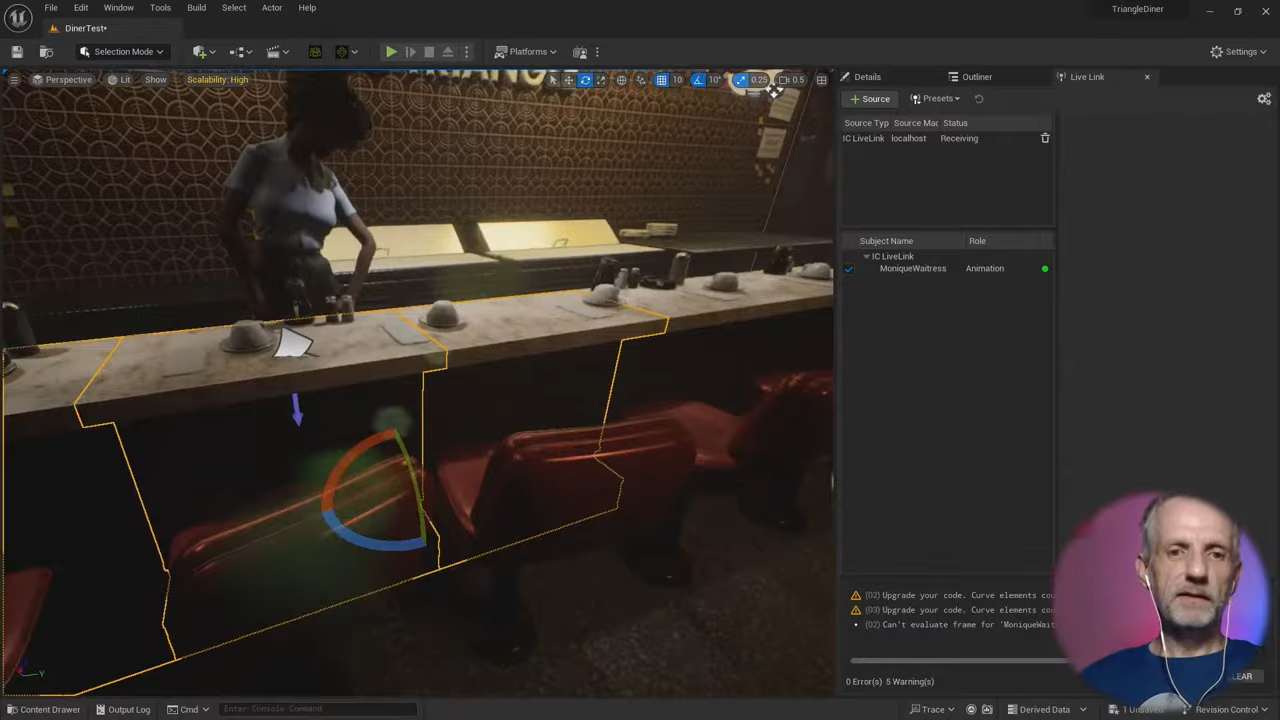 File Edit Window Tools Build Select Actor Help
TriangleDiner
DinerTest•
Selection Mode
Platforms
Settings
Perspective Lit Show Scalability: High
10 10° 0.25 0.5
Details Outliner Live Link
Source Presets
Source Typ Source Mac Status
IC LiveLink localhost Receiving
Subject Name Role
IC LiveLink
MoniqueWaitress Animation
(02) Upgrade your code. Curve elements cou
(03) Upgrade your code. Curve elements cou
(02) Can't evaluate frame for 'MoniqueWait
0 Error(s) 5 Warning(s)
LEAR
Y
Content Drawer Output Log Cmd Enter Console Command Trace Derived Data 1 Unsaved Revision Control